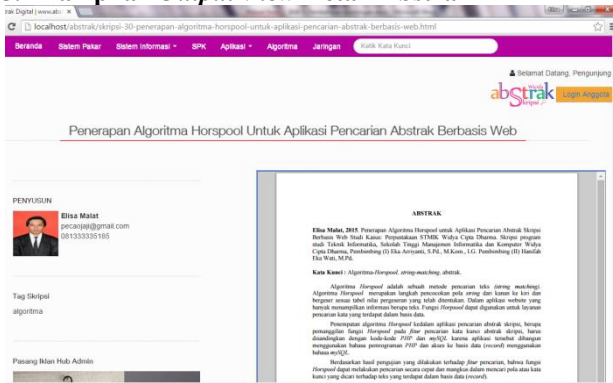 rak Digital | www.abs
localhost/abstrak/skripsi-30-penerapan-algoritma-horspool-untuk-aplikasi-pencarian-abstrak-berbasis-web.html
Beranda Sistem Pakar Sistem Informasi SPK Aplikasi Algoritma Jaringan Ketik Kata Kunci
Selamat Datang, Pengunjung
abStrak Login Anggota
Penerapan Algoritma Horspool Untuk Aplikasi Pencarian Abstrak Berbasis Web
PENYUSUN
Elisa Malat
pecaojaji@gmail.com
081333335185
Tag Skripsi
algoritma
Pasang Iklan Hub Admin
ABSTRAK
Elisa Malat, 2015. Penerapan Algoritma Horspool untuk Aplikasi Pencarian Abstrak Skripsi
Berbasis Web Studi Kasus: Perpustakaan STMIK Widya Cipta Dharma. Skripsi program
studi Teknik Informatika, Sekolah Tinggi Manajemen Informatika dan Komputer Widya
Cipta Dharma, Pembimbing (I) Eka Arriyanti, S.Pd., M.Kom., I.G. Pembimbing (II) Hanifah
Eka Wati, M.Pd.
Kata Kunci : Algoritma-Horspool, string-matching, abstrak.
Algoritma Horspool adalah sebuah metode pencarian teks (string matching).
Algoritma Horspool merupakan langkah pencocokan pola string dari kanan ke kiri dan
bergeser sesuai tabel nilai pergeseran yang telah ditentukan. Dalam aplikasi website yang
banyak menampilkan informasi berupa teks. Fungsi Horspool dapat digunakan untuk layanan
pencarian kata yang terdapat dalam basis data.
Penempatan algoritma Horspool kedalam aplikasi pencarian abstrak skripsi, berupa
pemanggilan fungsi Horspool pada fitur pencarian kata kunci abstrak skripsi, harus
disandingkan dengan kode-kode PHP dan mySQL karena aplikasi tersebut dibangun
menggunakan bahasa pemrograman PHP dan akses ke basis data (record) menggunakan
bahasa mySQL.
Berdasarkan hasil pengujian yang dilakukan terhadap fitur pencarian, bahwa fungsi
Horspool dapat melakukan pencarian secara cepat dan mangkus dalam mencari pola atau kata
kunci yang dicari terhadap teks yang terdapat dalam basis data (record).